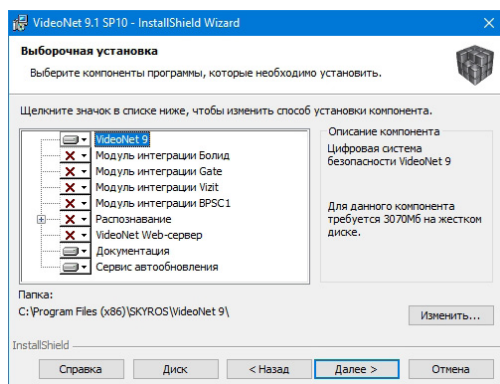 VideoNet 9.1 SP10 - InstallShield Wizard
Выборочная установка
Выберите компоненты программы, которые необходимо установить.
Щелкните значок в списке ниже, чтобы изменить способ установки компонента.
VideoNet 9
Модуль интеграции Болид
Модуль интеграции Gate
Модуль интеграции Vizit
Модуль интеграции BPSC1
Распознавание
VideoNet Web-сервер
Документация
Сервис автообновления
Описание компонента
Цифровая система
безопасности VideoNet 9
Для данного компонента
требуется 3070Мб на жестком
диске.
Папка:
C:\Program Files (x86)\SKYROS\VideoNet 9\
Изменить...
InstallShield
Справка
Диск
< Назад
Далее >
Отмена